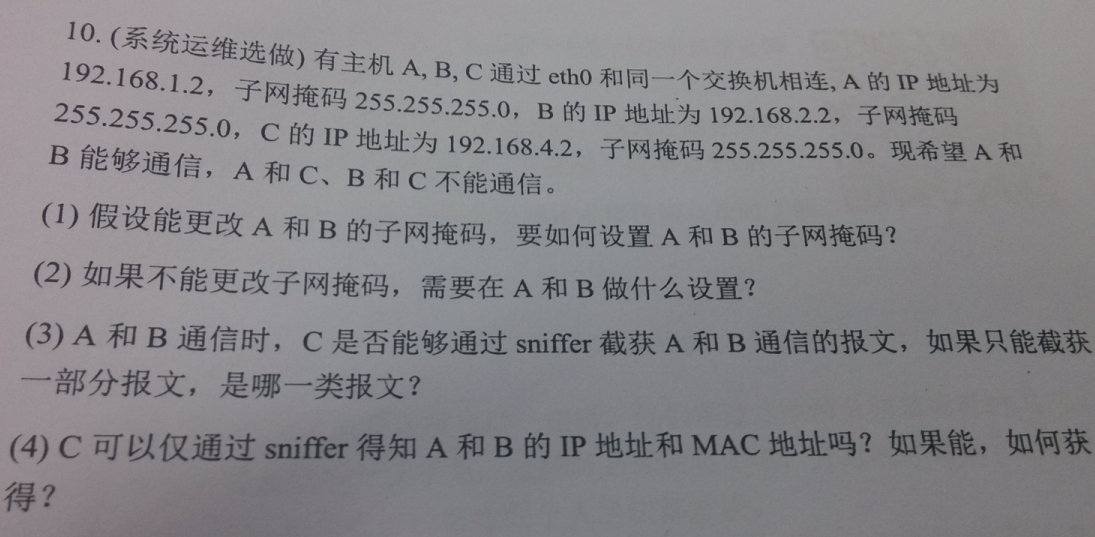 10. (系统运维选做) 有主机 A, B, C 通过 eth0 和同一个交换机相连, A 的 IP 地址为
192.168.1.2，子网掩码 255.255.255.0，B 的 IP 地址为 192.168.2.2，子网掩码
255.255.255.0，C 的 IP 地址为 192.168.4.2，子网掩码 255.255.255.0。现希望 A 和
B 能够通信，A 和 C、B 和 C 不能通信。
(1) 假设能更改 A 和 B 的子网掩码，要如何设置 A 和 B 的子网掩码？
(2) 如果不能更改子网掩码，需要在 A 和 B 做什么设置？
(3) A 和 B 通信时，C 是否能够通过 sniffer 截获 A 和 B 通信的报文，如果只能截获
一部分报文，是哪一类报文？
(4) C 可以仅通过 sniffer 得知 A 和 B 的 IP 地址和 MAC 地址吗？如果能，如何获
得？